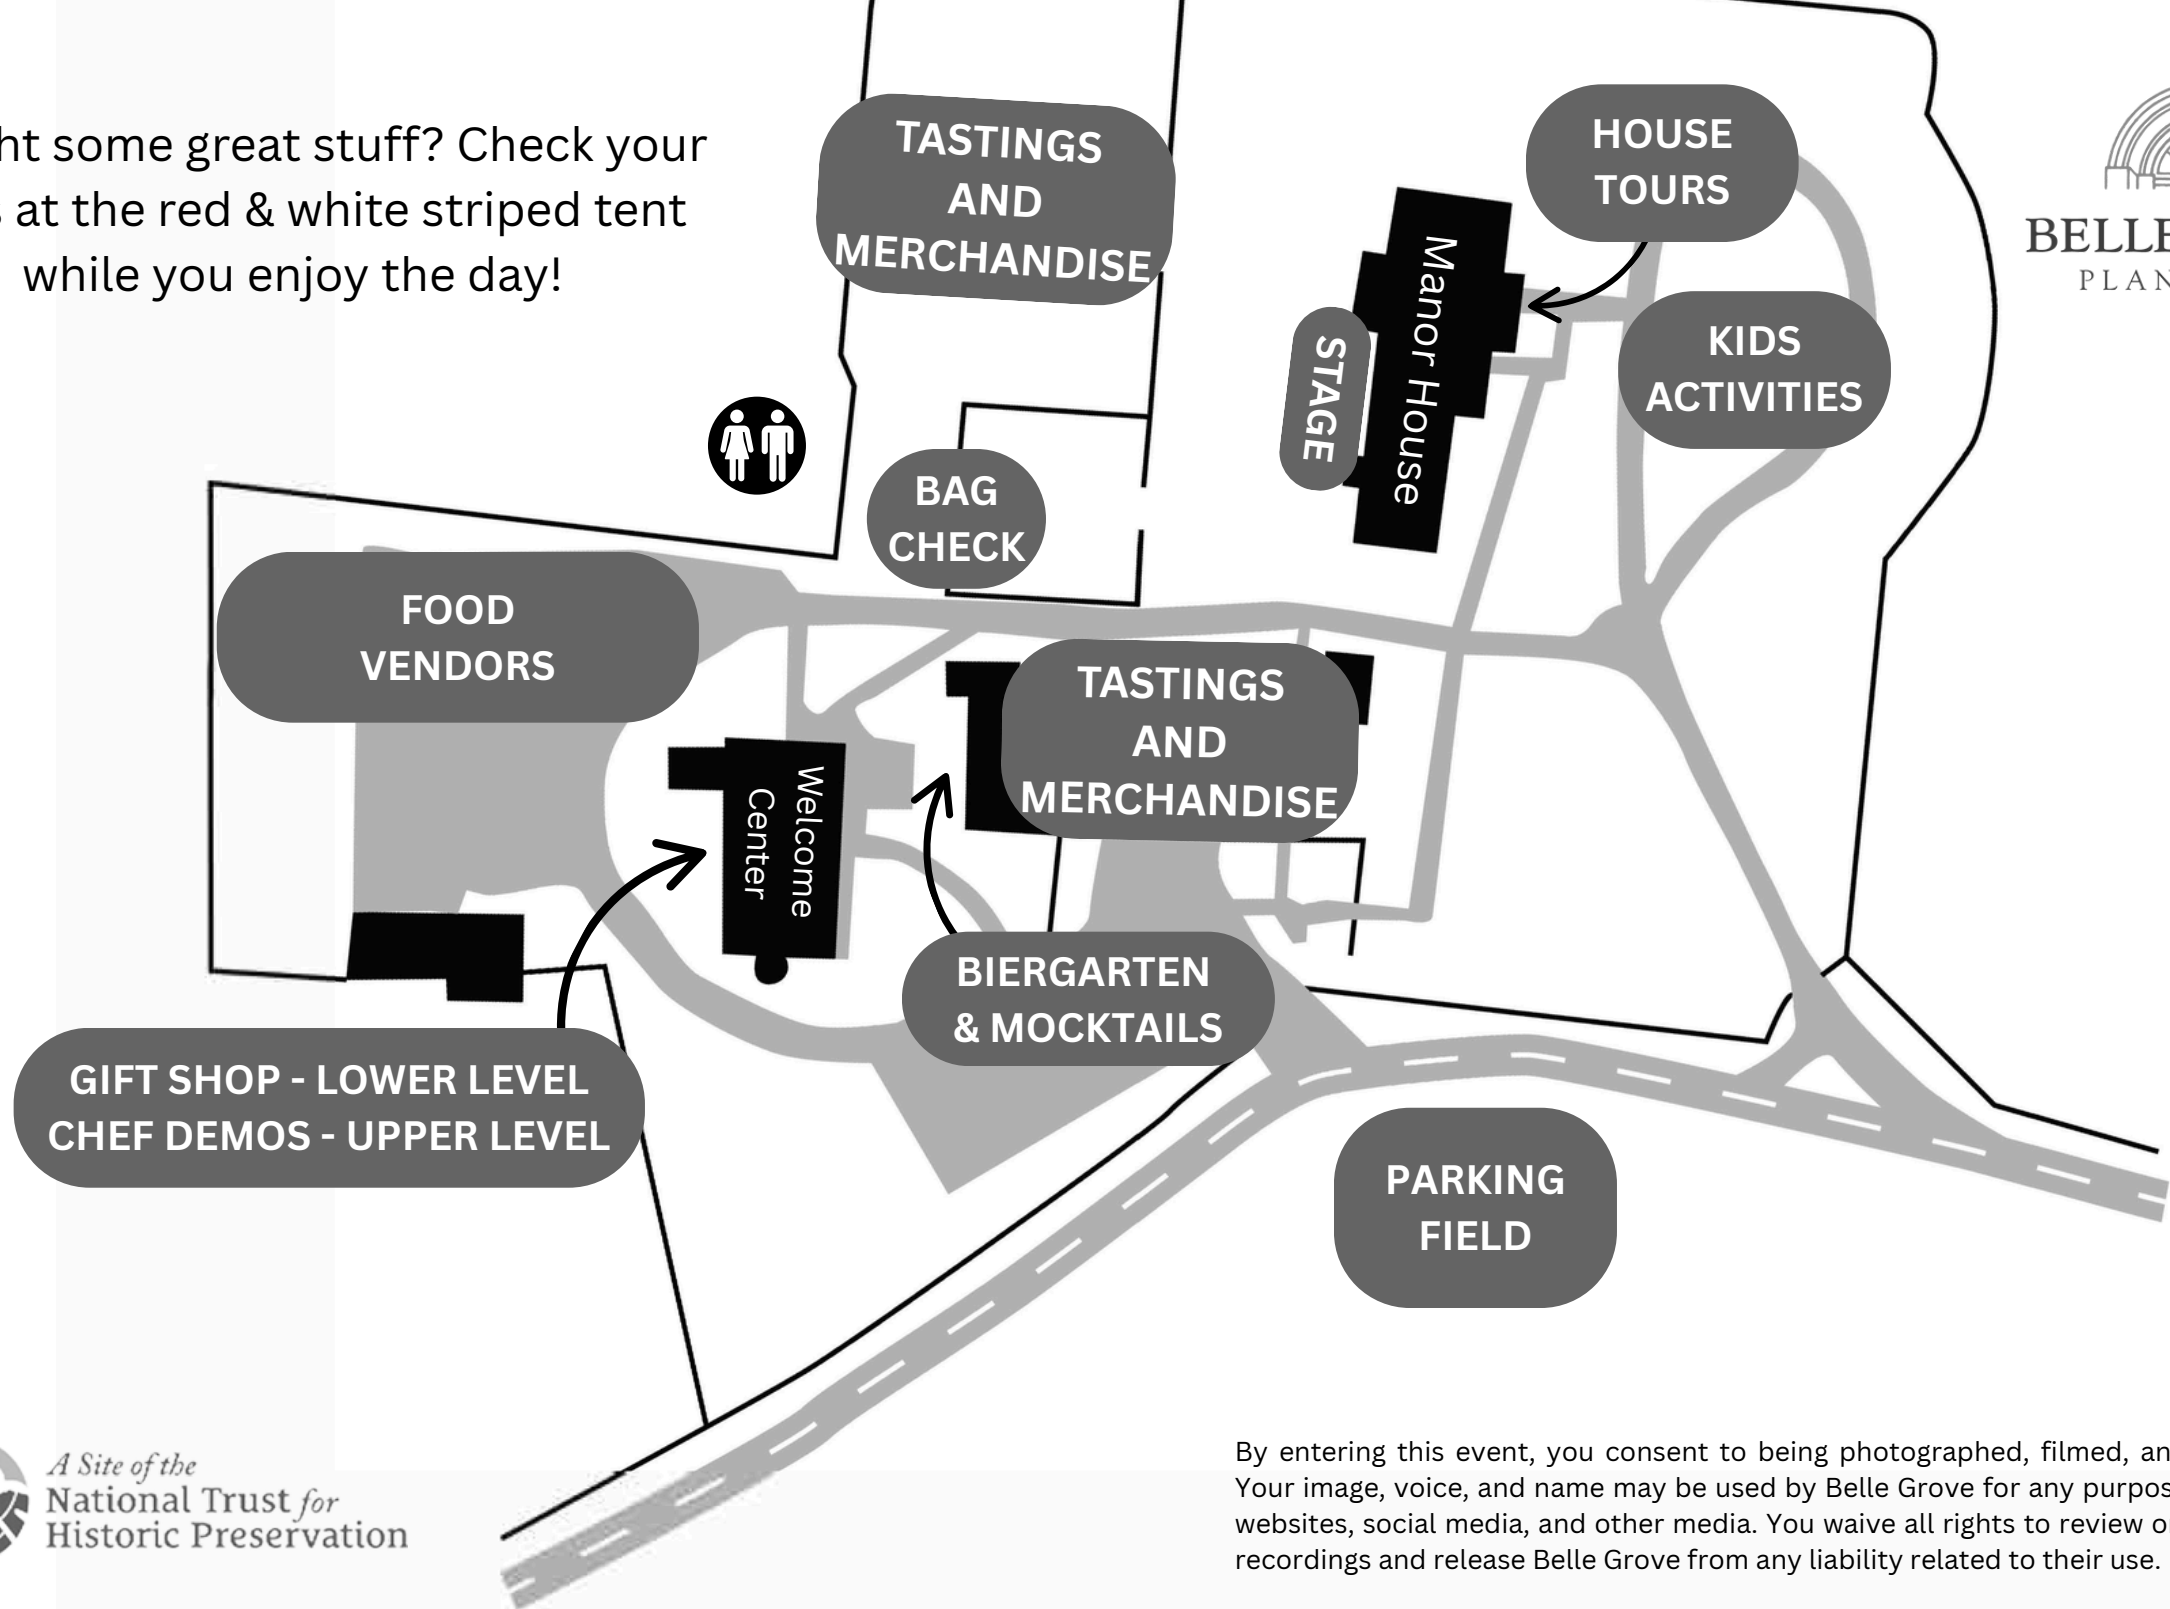 some great stuff? Check your
at the red & white striped tent
while you enjoy the day!
TASTINGS
AND
MERCHANDISE
HOUSE
TOURS
BELLE
Manor House
STAGE
KIDS
ACTIVITIES
BAG
CHECK
FOOD
VENDORS
TASTINGS
AND
MERCHANDISE
Welcome
Center
BIERGARTEN
& MOCKTAILS
GIFT SHOP - LOWER LEVEL
CHEF DEMOS - UPPER LEVEL
PARKING
FIELD
A Site of the
National Trust for
Historic Preservation
By entering this event, you consent to being photographed, filmed,
Your image, voice, and name may be used by Belle Grove for any
websites, social media, and other media. You waive all rights to review
recordings and release Belle Grove from any liability related to their use.